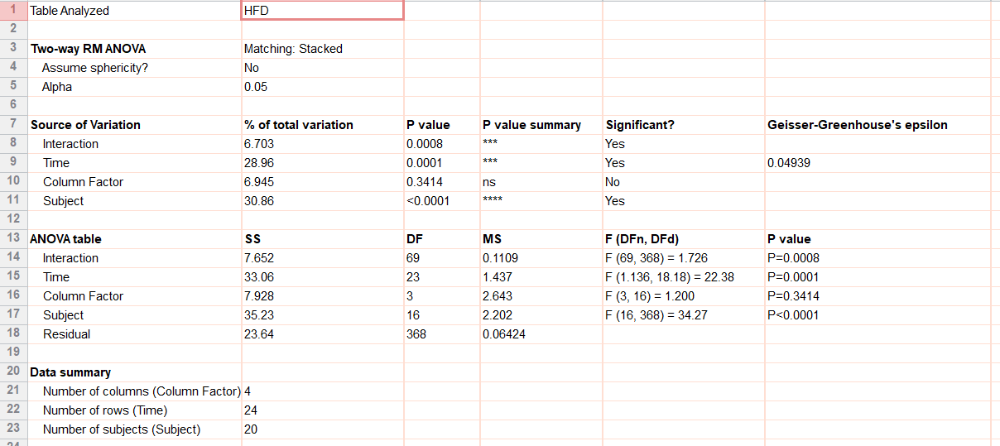 1 Table Analyzed HFD
2
3 Two-way RM ANOVA Matching: Stacked
4 Assume sphericity? No
5 Alpha 0.05
6
7 Source of Variation % of total variation P value P value summary Significant? Geisser-Greenhouse's epsilon
8 Interaction 6.703 0.0008 *** Yes
9 Time 28.96 0.0001 *** Yes 0.04939
10 Column Factor 6.945 0.3414 ns No
11 Subject 30.86 <0.0001 **** Yes
12
13 ANOVA table SS DF MS F (DFn, DFd) P value
14 Interaction 7.652 69 0.1109 F (69, 368) = 1.726 P=0.0008
15 Time 33.06 23 1.437 F (1.136, 18.18) = 22.38 P=0.0001
16 Column Factor 7.928 3 2.643 F (3, 16) = 1.200 P=0.3414
17 Subject 35.23 16 2.202 F (16, 368) = 34.27 P<0.0001
18 Residual 23.64 368 0.06424
19
20 Data summary
21 Number of columns (Column Factor) 4
22 Number of rows (Time) 24
23 Number of subjects (Subject) 20